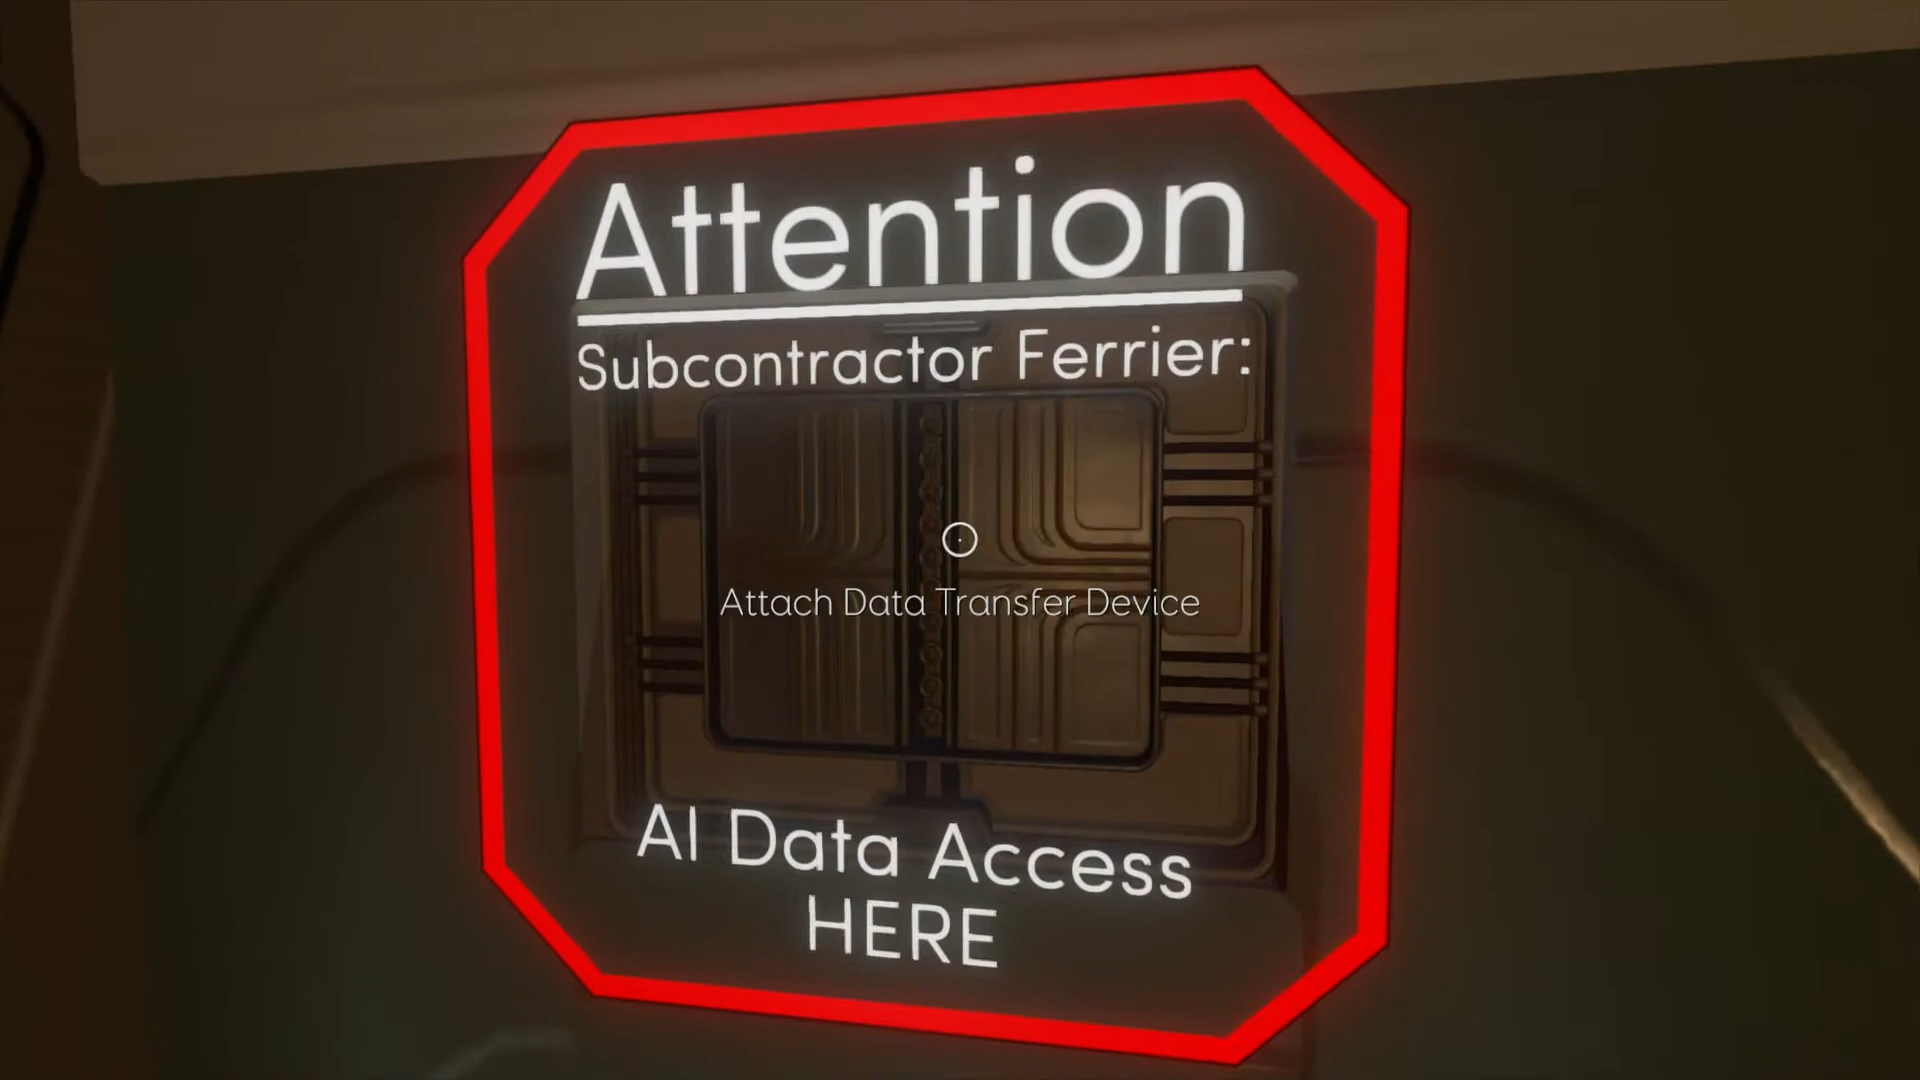 Attention
Subcontractor Ferrier:
Attach Data Transfer Device
AI Data Access
HERE